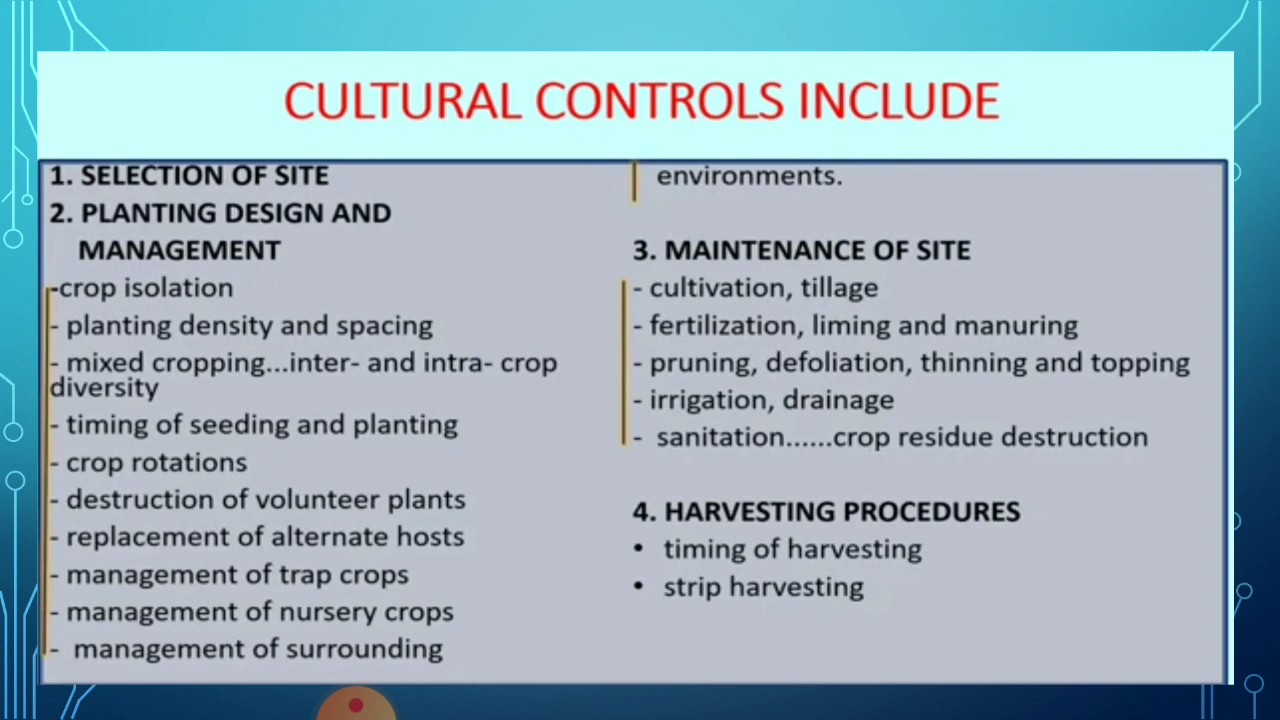 CULTURAL CONTROLS INCLUDE
1. SELECTION OF SITE
2. PLANTING DESIGN AND
MANAGEMENT
-crop isolation
- planting density and spacing
- mixed cropping...inter- and intra- crop
diversity
- timing of seeding and planting
- crop rotations
- destruction of volunteer plants
- replacement of alternate hosts
- management of trap crops
- management of nursery crops
- management of surrounding
environments.
3. MAINTENANCE OF SITE
- cultivation, tillage
- fertilization, liming and manuring
- pruning, defoliation, thinning and topping
- irrigation, drainage
- sanitation......crop residue destruction
4. HARVESTING PROCEDURES
• timing of harvesting
• strip harvesting